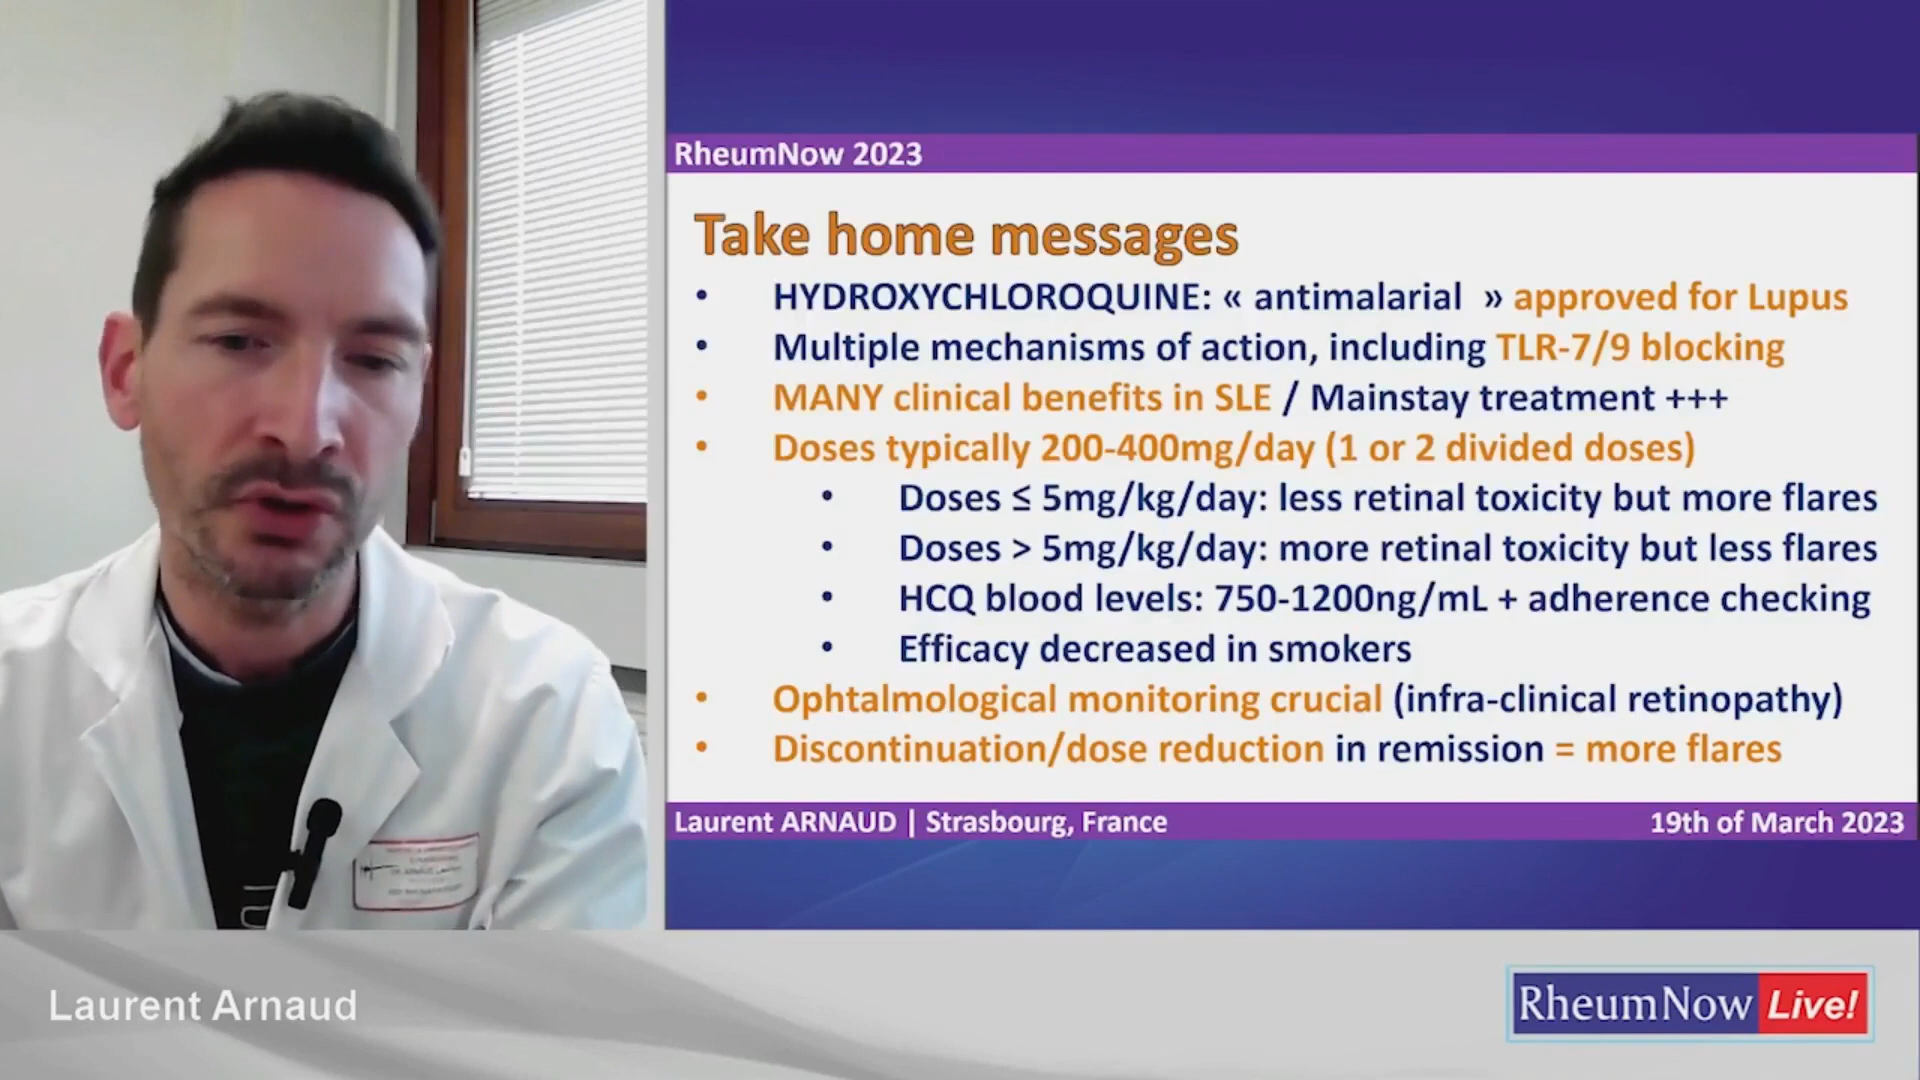 RheumNow 2023
Take home messages
• HYDROXYCHLOROQUINE: « antimalarial » approved for Lupus
• Multiple mechanisms of action, including TLR-7/9 blocking
• MANY clinical benefits in SLE / Mainstay treatment +++
• Doses typically 200-400mg/day (1 or 2 divided doses)
• Doses ≤ 5mg/kg/day: less retinal toxicity but more flares
• Doses > 5mg/kg/day: more retinal toxicity but less flares
• HCQ blood levels: 750-1200ng/mL + adherence checking
• Efficacy decreased in smokers
• Ophtalmological monitoring crucial (infra-clinical retinopathy)
• Discontinuation/dose reduction in remission = more flares
Laurent ARNAUD | Strasbourg, France 19th of March 2023
Laurent Arnaud
RheumNow Live!